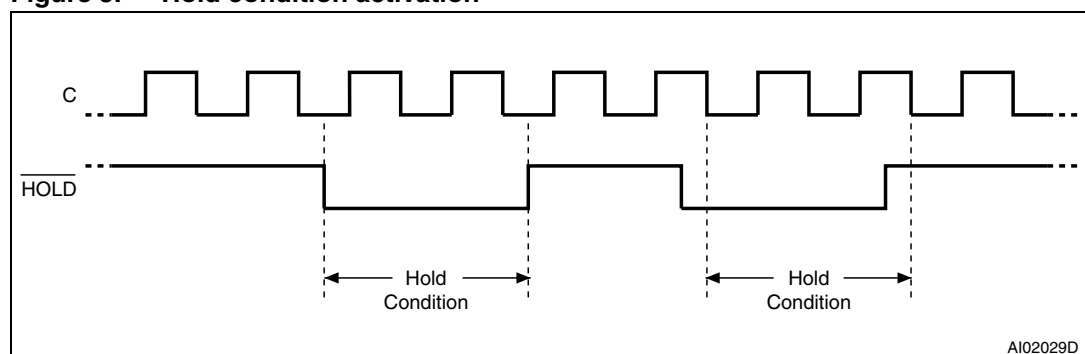 Figure 5. Hold condition activation
C
HOLD
Hold
Condition
Hold
Condition
AI02029D